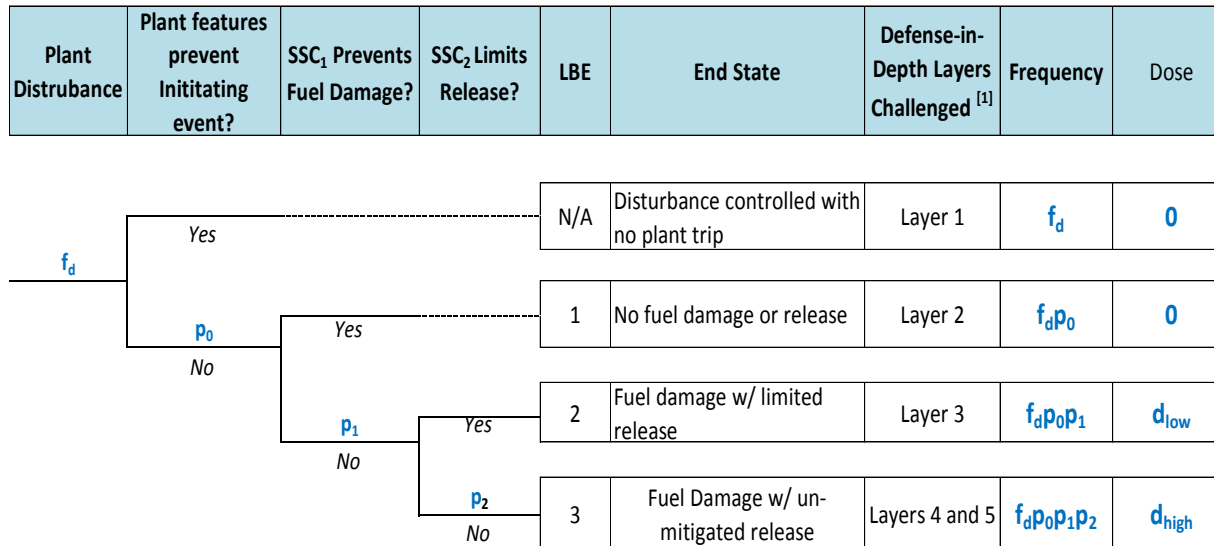 Plant
Distrubance
Plant features
prevent
Inititating
event?
SSC1 Prevents
Fuel Damage?
SSC2 Limits
Release?
LBE
End State
Defense-in-
Depth Layers
Challenged [1]
Frequency
Dose
fd
Yes
N/A
Disturbance controlled with
no plant trip
Layer 1
fd
0
p0
No
Yes
1
No fuel damage or release
Layer 2
fdp0
0
p1
No
Yes
2
Fuel damage w/ limited
release
Layer 3
fdp0p1
dlow
p2
No
3
Fuel Damage w/ un-
mitigated release
Layers 4 and 5
fdp0p1p2
dhigh